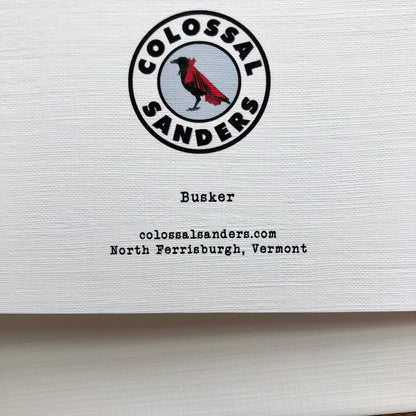 COLOSSAL
SANDERS
Busker
colossalsanders.com
North Ferrisburgh, Vermont